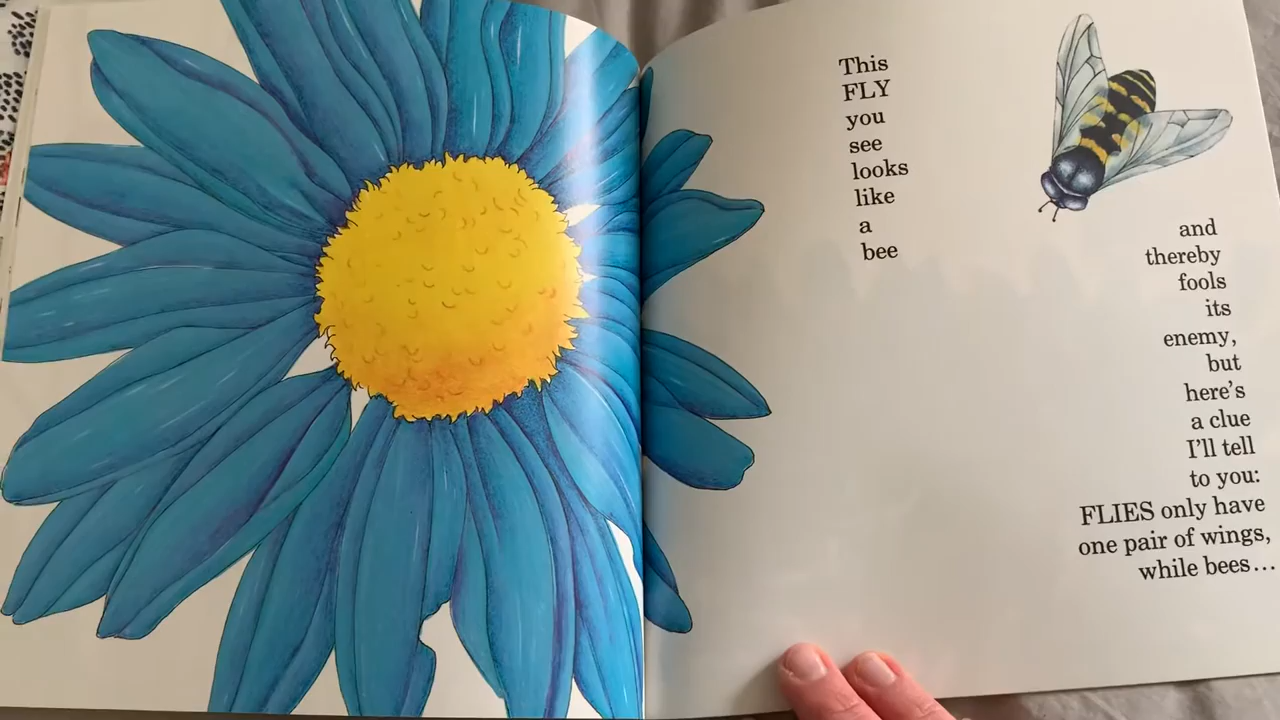 This
FLY
you
see
looks
like
a
bee
and
thereby
fools
its
enemy,
but
here's
a clue
I'll tell
to you:
FLIES only have
one pair of wings,
while bees...